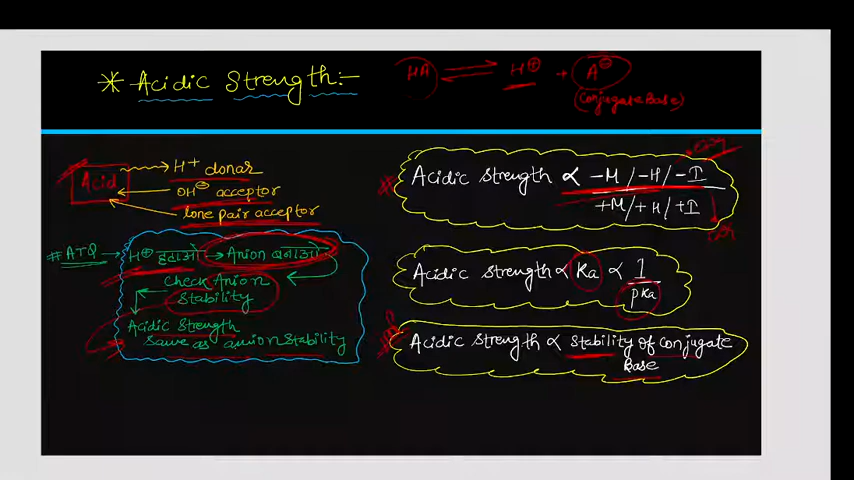 * Acidic Strength:-
HA ⇌ H⊕ + A⊖
(Conjugate Base)
Acid
H+ donar
OH⊖ acceptor
lone pair acceptor
#ATQ → H⊕ हटाओ → Anion बनाओ
check Anion
Stability
Acidic Strength
same as anion stability
Acidic Strength ∝ -M/-H/-I
+M/+H/+I
Acidic Strength ∝ Ka ∝ 1
pKa
Acidic Strength ∝ stability of conjugate
Base